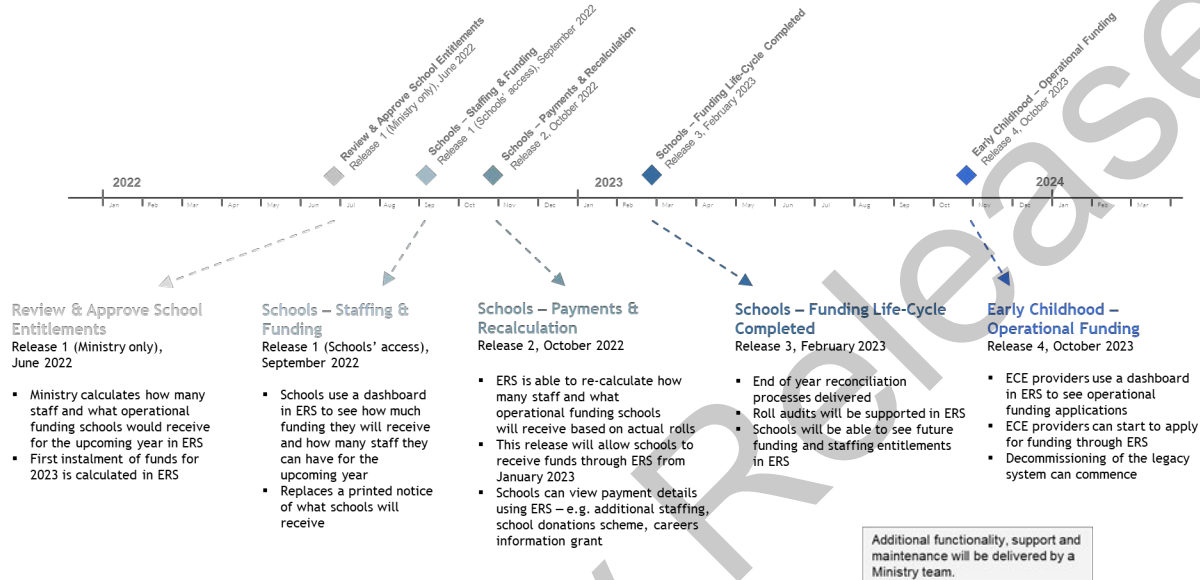 Review & Approve School Entitlements
Release 1 (Ministry only), June 2022
Schools – Staffing & Funding
Release 1 (Schools' access), September 2022
Schools – Payments & Recalculation
Release 2, October 2022
Schools – Funding Life-Cycle Completed
Release 3, February 2023
Early Childhood – Operational Funding
Release 4, October 2023
2022 2023 2024
Jan Feb Mar Apr May Jun Jul Aug Sep Oct Nov Dec Jan Feb Mar Apr May Jun Jul Aug Sep Oct Nov Dec Jan Feb Mar
Review & Approve School
Entitlements
Release 1 (Ministry only),
June 2022
▪ Ministry calculates how many
staff and what operational
funding schools would receive
for the upcoming year in ERS
▪ First instalment of funds for
2023 is calculated in ERS
Schools – Staffing &
Funding
Release 1 (Schools' access),
September 2022
▪ Schools use a dashboard
in ERS to see how much
funding they will receive
and how many staff they
can have for the
upcoming year
▪ Replaces a printed notice
of what schools will
receive
Schools – Payments &
Recalculation
Release 2, October 2022
▪ ERS is able to re-calculate how
many staff and what
operational funding schools
will receive based on actual rolls
▪ This release will allow schools to
receive funds through ERS from
January 2023
▪ Schools can view payment details
using ERS – e.g. additional staffing,
school donations scheme, careers
information grant
Schools – Funding Life-Cycle
Completed
Release 3, February 2023
▪ End of year reconciliation
processes delivered
▪ Roll audits will be supported in ERS
▪ Schools will be able to see future
funding and staffing entitlements
in ERS
Early Childhood –
Operational Funding
Release 4, October 2023
▪ ECE providers use a dashboard
in ERS to see operational
funding applications
▪ ECE providers can start to apply
for funding through ERS
▪ Decommissioning of the legacy
system can commence
Additional functionality, support and
maintenance will be delivered by a
Ministry team.
Release